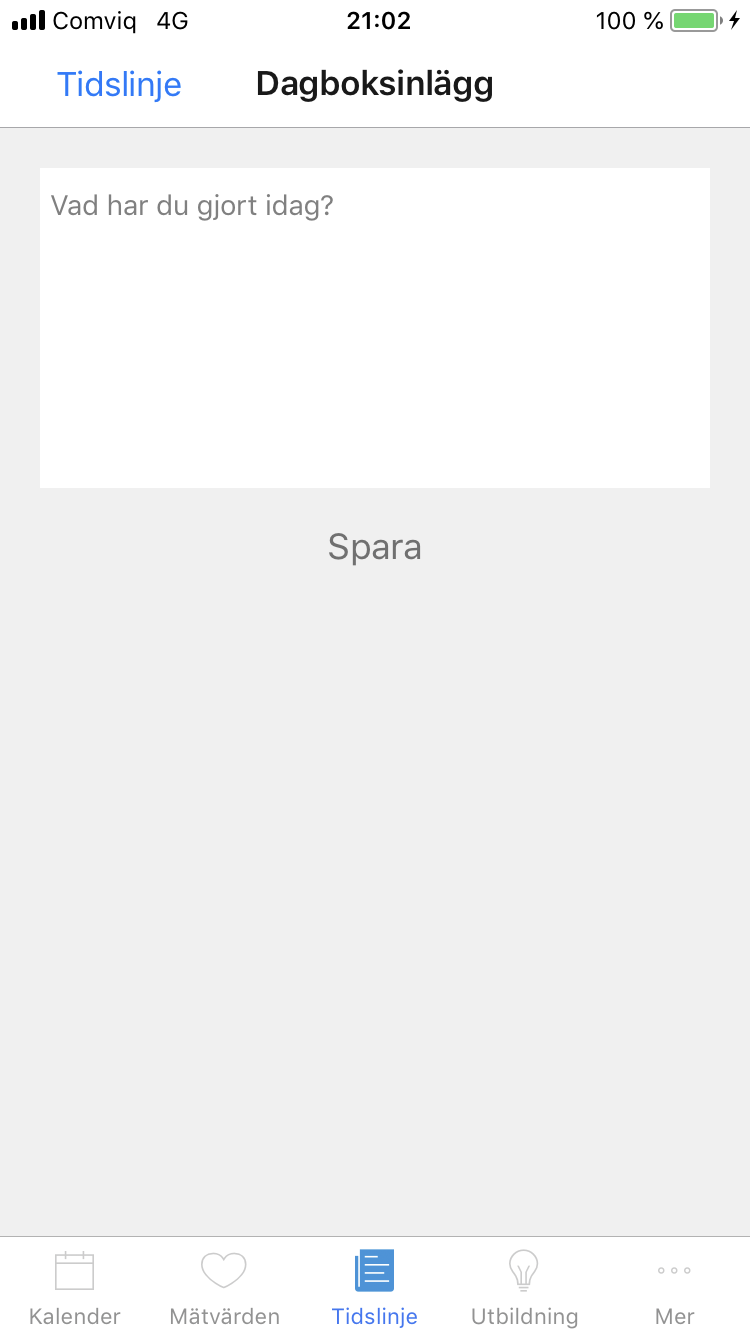 Comviq 4G 21:02 100 %
Tidslinje Dagboksinlägg
Vad har du gjort idag?
Spara
Kalender Mätvärden Tidslinje Utbildning Mer